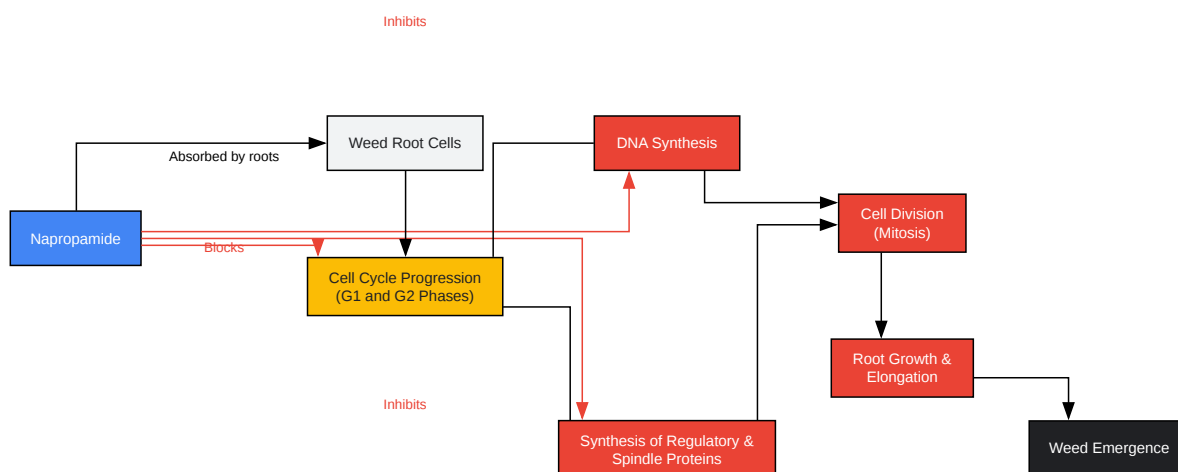 Inhibits
Weed Root Cells
DNA Synthesis
Absorbed by roots
Napropamide
Blocks
Cell Division
(Mitosis)
Cell Cycle Progression
(G1 and G2 Phases)
Root Growth &
Elongation
Inhibits
Synthesis of Regulatory &
Spindle Proteins
Weed Emergence